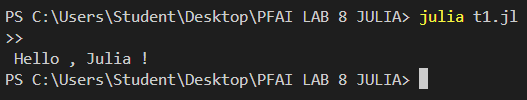 PS C:\Users\Student\Desktop\PFAI LAB 8 JULIA> julia t1.jl
>>
 Hello , Julia !
PS C:\Users\Student\Desktop\PFAI LAB 8 JULIA>